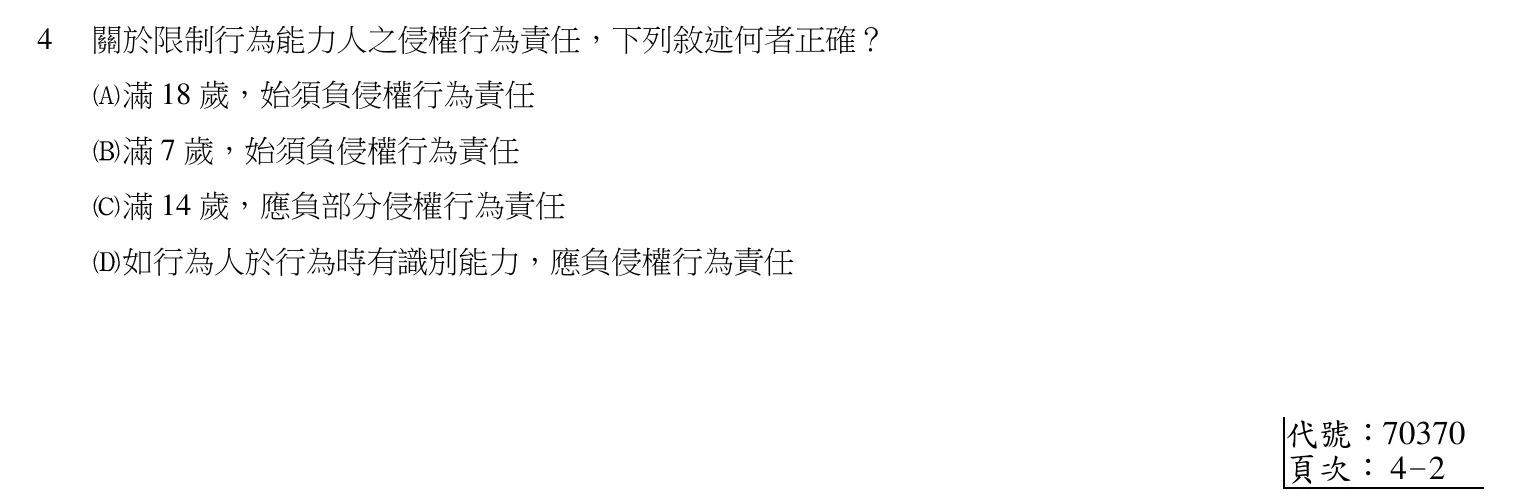 4 關於限制行為能力人之侵權行為責任，下列敘述何者正確？
⑷滿 18 歲，始須負侵權行為責任
⑻滿 7 歲，始須負侵權行為責任
⑶滿 14 歲，應負部分侵權行為責任
⑷如行為人於行為時有識別能力，應負侵權行為責任
代號：70370
頁次： 4－2